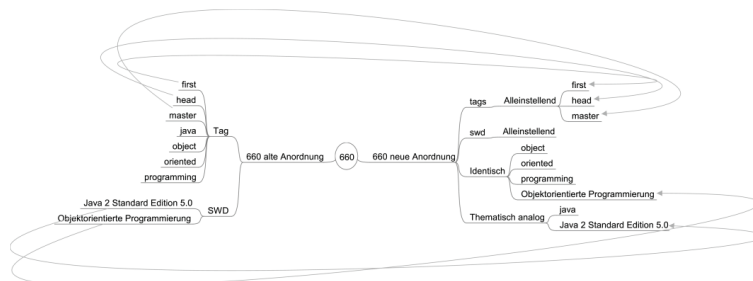 first
head
master
java
object
oriented
programming
Tag
Java 2 Standard Edition 5.0
Objektorientierte Programmierung
SWD
660 alte Anordnung
660
660 neue Anordnung
tags
Alleinstellend
first
head
master
swd
Alleinstellend
Identisch
object
oriented
programming
Objektorientierte Programmierung
Thematisch analog
java
Java 2 Standard Edition 5.0